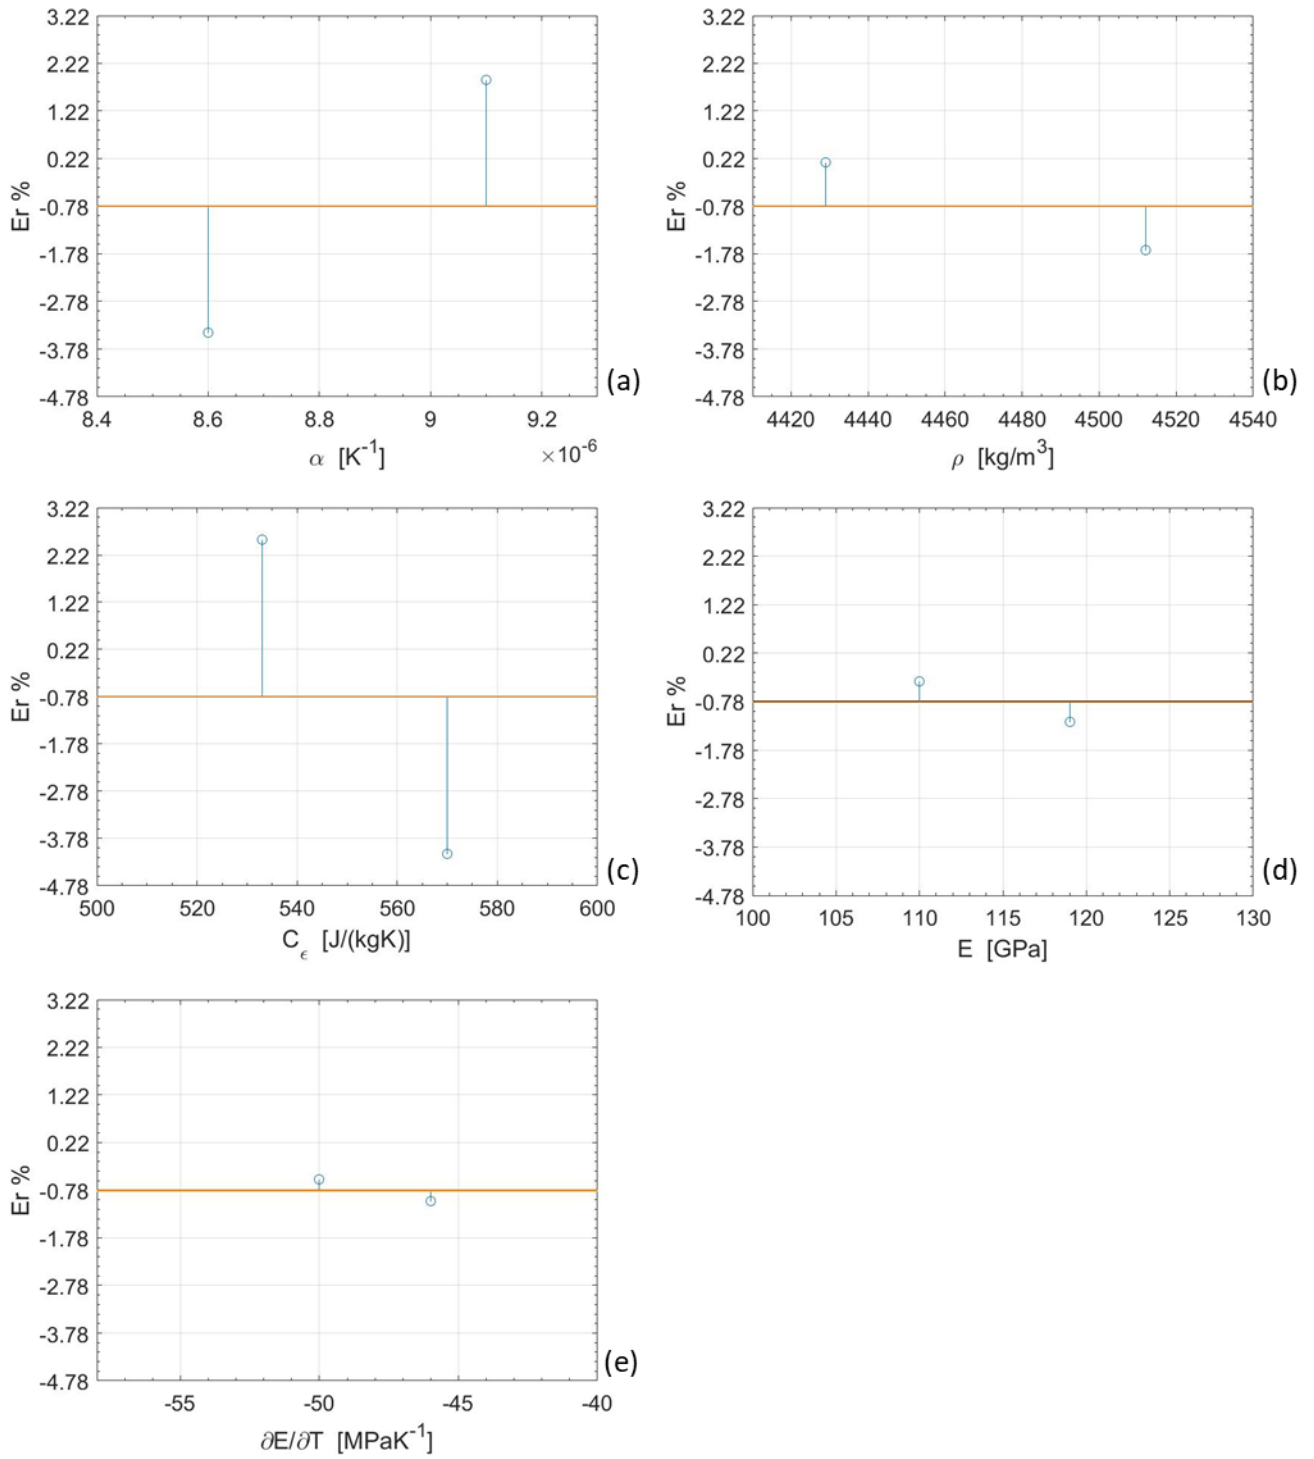 3.22
2.22
1.22
0.22
-0.78
-1.78
-2.78
-3.78
-4.78
Er %
8.4 8.6 8.8 9 9.2
×10⁻⁶
α [K⁻¹]
(a)
3.22
2.22
1.22
0.22
-0.78
-1.78
-2.78
-3.78
-4.78
Er %
4420 4440 4460 4480 4500 4520 4540
ρ [kg/m³]
(b)
3.22
2.22
1.22
0.22
-0.78
-1.78
-2.78
-3.78
-4.78
Er %
500 520 540 560 580 600
C_ϵ [J/(kgK)]
(c)
3.22
2.22
1.22
0.22
-0.78
-1.78
-2.78
-3.78
-4.78
Er %
100 105 110 115 120 125 130
E [GPa]
(d)
3.22
2.22
1.22
0.22
-0.78
-1.78
-2.78
-3.78
-4.78
Er %
-55 -50 -45 -40
∂E/∂T [MPaK⁻¹]
(e)